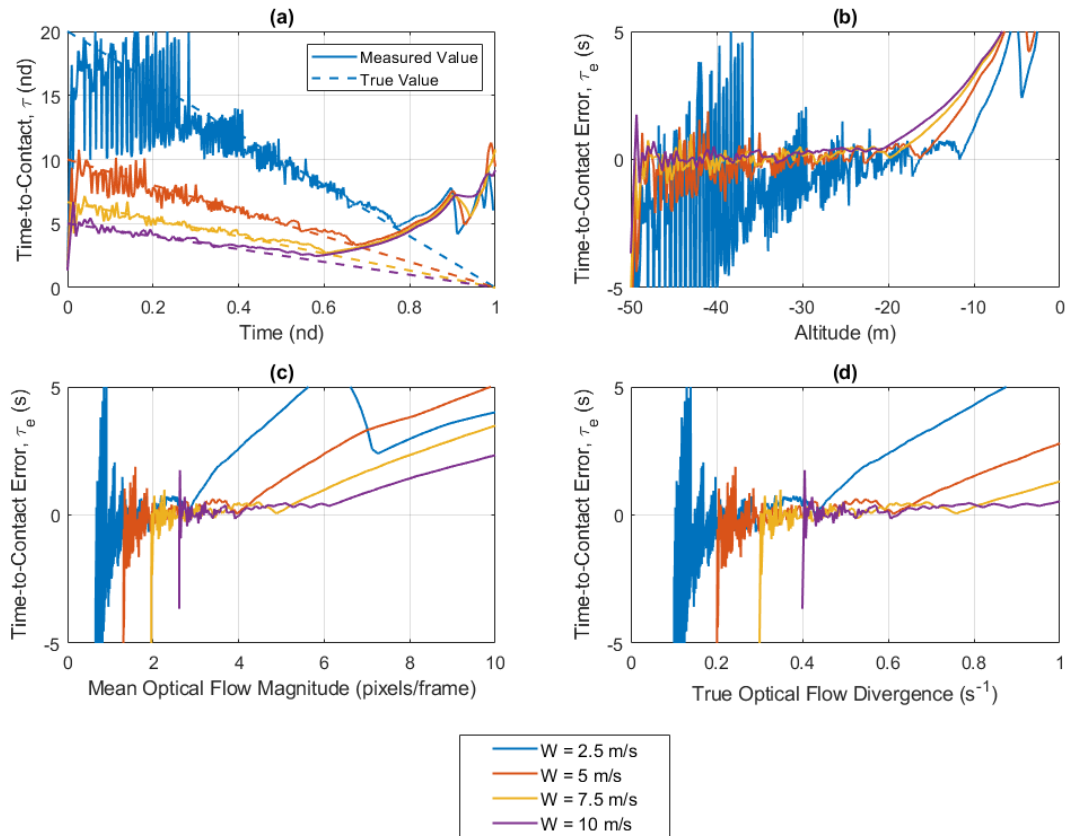 (a)
20
15
10
5
0
Time-to-Contact, τ (nd)
Measured Value
True Value
0 0.2 0.4 0.6 0.8 1
Time (nd)
(b)
5
0
-5
Time-to-Contact Error, τe (s)
-50 -40 -30 -20 -10 0
Altitude (m)
(c)
5
0
-5
Time-to-Contact Error, τe (s)
0 2 4 6 8 10
Mean Optical Flow Magnitude (pixels/frame)
(d)
5
0
-5
Time-to-Contact Error, τe (s)
0 0.2 0.4 0.6 0.8 1
True Optical Flow Divergence (s⁻¹)
W = 2.5 m/s
W = 5 m/s
W = 7.5 m/s
W = 10 m/s